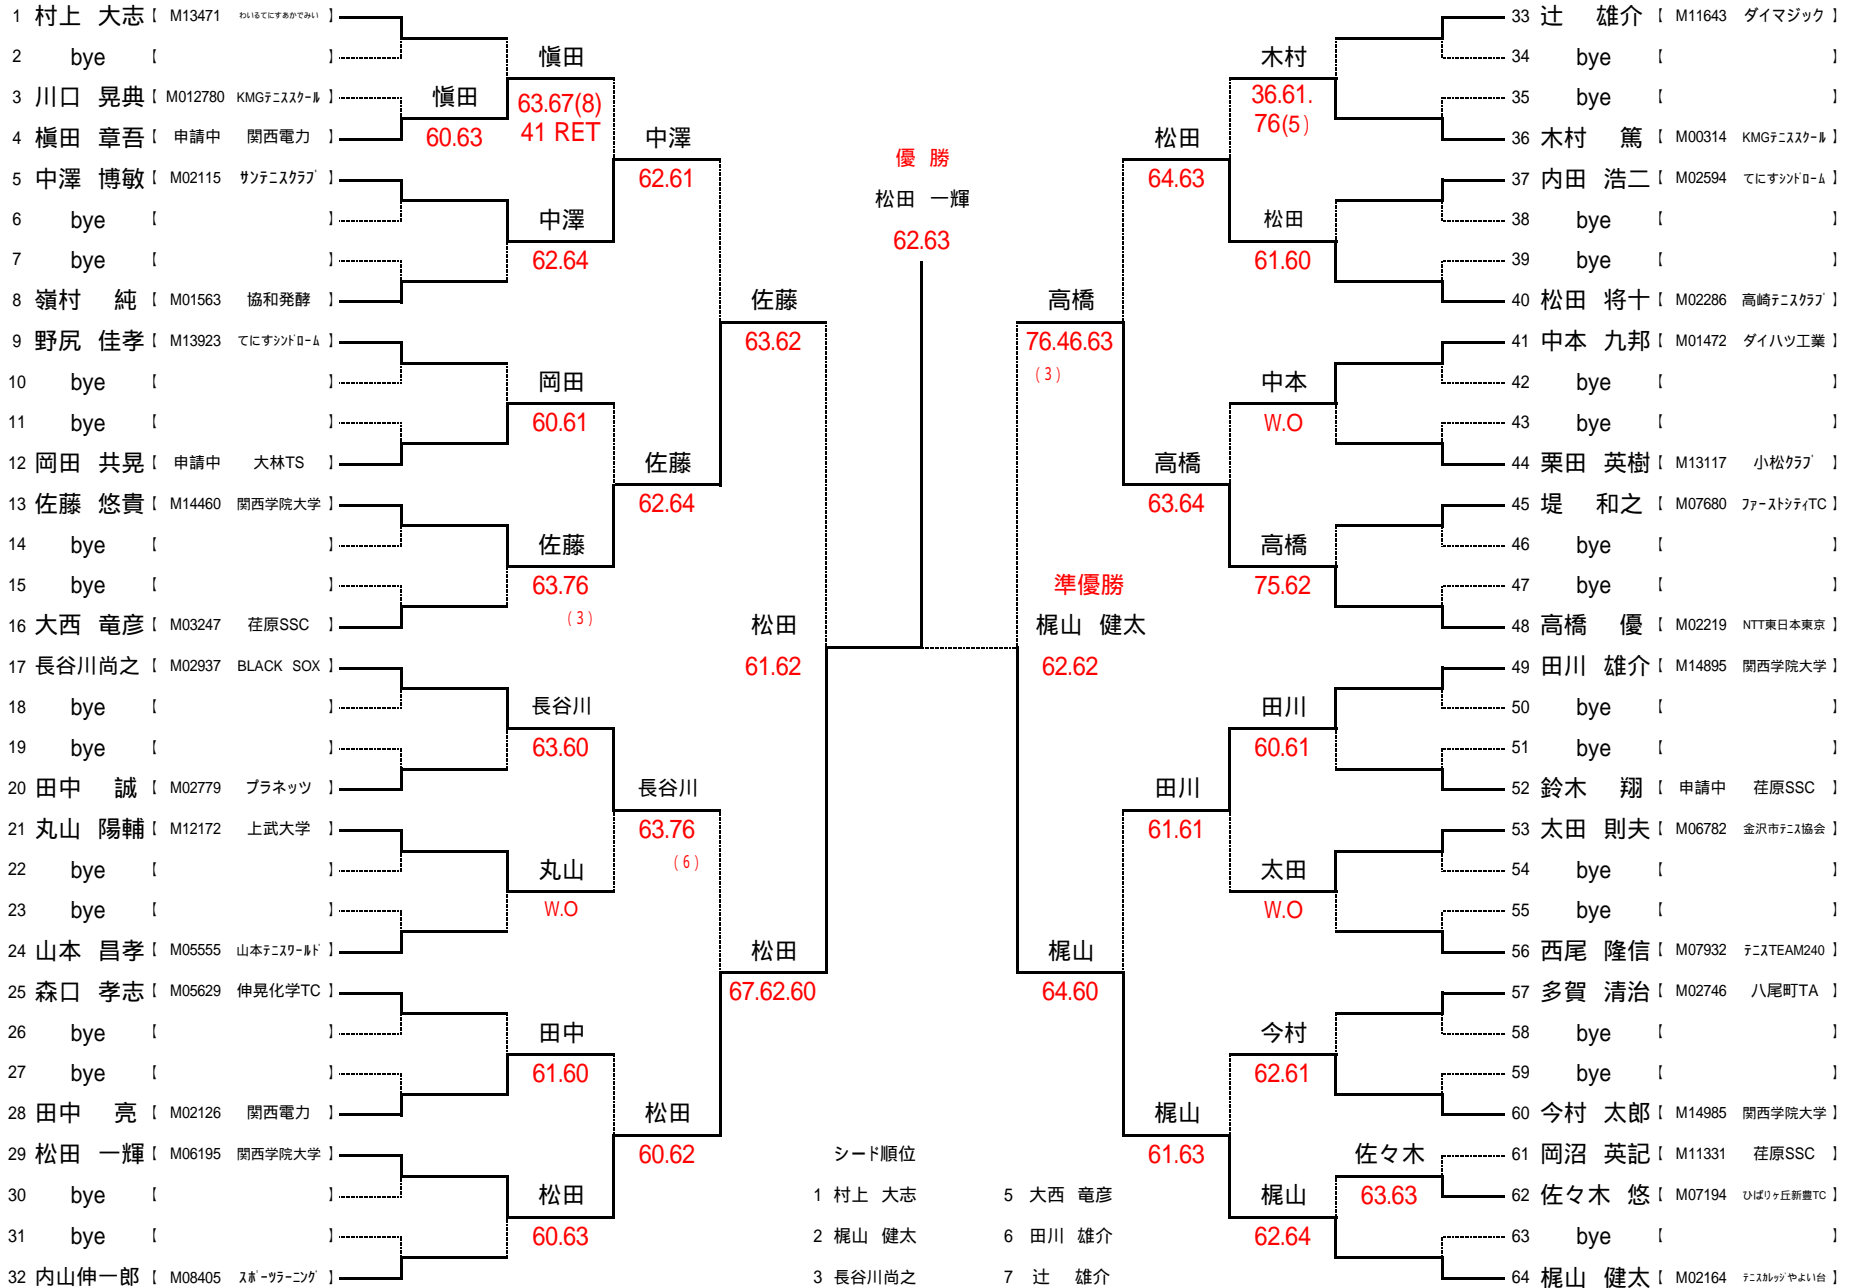 1 村上 大志 【 M13471 わいるてにすあかでみい 】
2 bye 【 】
3 川口 晃典 【 M012780 KMGテニススクール 】
4 槇田 章吾 【 申請中 関西電力 】
5 中澤 博敏 【 M02115 サンテニスクラブ 】
6 bye 【 】
7 bye 【 】
8 嶺村 純 【 M01563 協和発酵 】
9 野尻 佳孝 【 M13923 てにすシンドローム 】
10 bye 【 】
11 bye 【 】
12 岡田 共晃 【 申請中 大林TS 】
13 佐藤 悠貴 【 M14460 関西学院大学 】
14 bye 【 】
15 bye 【 】
16 大西 竜彦 【 M03247 荏原SSC 】
17 長谷川尚之 【 M02937 BLACK SOX 】
18 bye 【 】
19 bye 【 】
20 田中 誠 【 M02779 プラネッツ 】
21 丸山 陽輔 【 M12172 上武大学 】
22 bye 【 】
23 bye 【 】
24 山本 昌孝 【 M05555 山本テニスワールド 】
25 森口 孝志 【 M05629 伸晃化学TC 】
26 bye 【 】
27 bye 【 】
28 田中 亮 【 M02126 関西電力 】
29 松田 一輝 【 M06195 関西学院大学 】
30 bye 【 】
31 bye 【 】
32 内山伸一郎 【 M08405 スポーツラーニング 】
愼田
60.63
愼田
63.67(8)
41 RET
中澤
62.64
岡田
60.61
佐藤
63.76
(3)
長谷川
63.60
丸山
W.O
田中
61.60
松田
60.63
中澤
62.61
佐藤
62.64
長谷川
63.76
(6)
松田
60.62
佐藤
63.62
松田
67.62.60
松田
61.62
優 勝
松田 一輝
62.63
準優勝
梶山 健太
62.62
高橋
76.46.63
(3)
梶山
64.60
松田
64.63
高橋
63.64
田川
61.61
梶山
61.63
木村
36.61.
76(5)
松田
61.60
中本
W.O
高橋
75.62
田川
60.61
太田
W.O
今村
62.61
梶山
62.64
佐々木
63.63
33 辻 雄介 【 M11643 ダイマジック 】
34 bye 【 】
35 bye 【 】
36 木村 篤 【 M00314 KMGテニススクール 】
37 内田 浩二 【 M02594 てにすシンドローム 】
38 bye 【 】
39 bye 【 】
40 松田 将十 【 M02286 高崎テニスクラブ 】
41 中本 九邦 【 M01472 ダイハツ工業 】
42 bye 【 】
43 bye 【 】
44 栗田 英樹 【 M13117 小松クラブ 】
45 堤 和之 【 M07680 ファーストシティTC 】
46 bye 【 】
47 bye 【 】
48 高橋 優 【 M02219 NTT東日本東京 】
49 田川 雄介 【 M14895 関西学院大学 】
50 bye 【 】
51 bye 【 】
52 鈴木 翔 【 申請中 荏原SSC 】
53 太田 則夫 【 M06782 金沢市テニス協会 】
54 bye 【 】
55 bye 【 】
56 西尾 隆信 【 M07932 テニスTEAM240 】
57 多賀 清治 【 M02746 八尾町TA 】
58 bye 【 】
59 bye 【 】
60 今村 太郎 【 M14985 関西学院大学 】
61 岡沼 英記 【 M11331 荏原SSC 】
62 佐々木 悠 【 M07194 ひばりヶ丘新豊TC 】
63 bye 【 】
64 梶山 健太 【 M02164 テニスカレッジやよい台 】
シード順位
1 村上 大志 5 大西 竜彦
2 梶山 健太 6 田川 雄介
3 長谷川尚之 7 辻 雄介